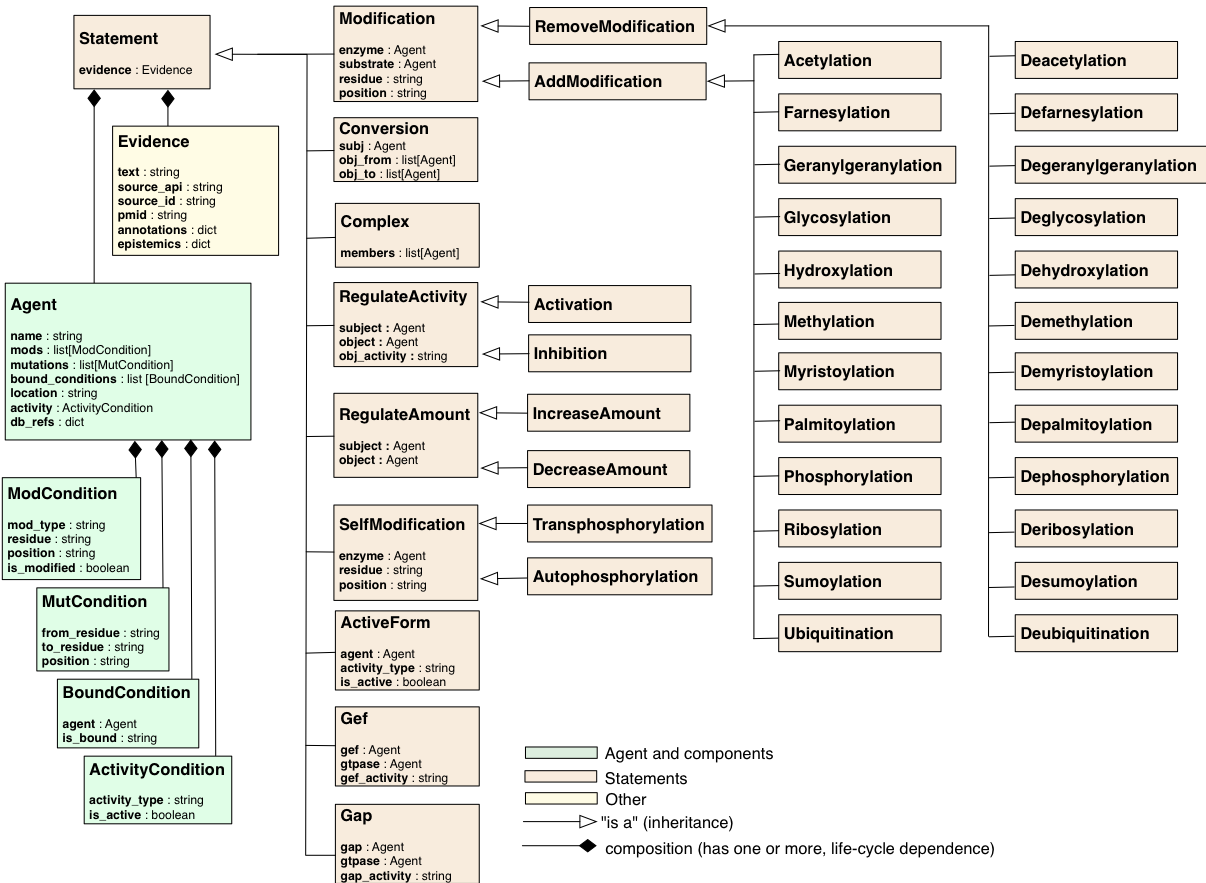 Statement
evidence : Evidence
Evidence
text : string
source_api : string
source_id : string
pmid : string
annotations : dict
epistemics : dict
Agent
name : string
mods : list[ModCondition]
mutations : list[MutCondition]
bound_conditions : list [BoundCondition]
location : string
activity : ActivityCondition
db_refs : dict
ModCondition
mod_type : string
residue : string
position : string
is_modified : boolean
MutCondition
from_residue : string
to_residue : string
position : string
BoundCondition
agent : Agent
is_bound : string
ActivityCondition
activity_type : string
is_active : boolean
Modification
enzyme : Agent
substrate : Agent
residue : string
position : string
Conversion
subj : Agent
obj_from : list[Agent]
obj_to : list[Agent]
Complex
members : list[Agent]
RegulateActivity
subject : Agent
object : Agent
obj_activity : string
RegulateAmount
subject : Agent
object : Agent
SelfModification
enzyme : Agent
residue : string
position : string
ActiveForm
agent : Agent
activity_type : string
is_active : boolean
Gef
gef : Agent
gtpase : Agent
gef_activity : string
Gap
gap : Agent
gtpase : Agent
gap_activity : string
RemoveModification
AddModification
Activation
Inhibition
IncreaseAmount
DecreaseAmount
Transphosphorylation
Autophosphorylation
Acetylation
Farnesylation
Geranylgeranylation
Glycosylation
Hydroxylation
Methylation
Myristoylation
Palmitoylation
Phosphorylation
Ribosylation
Sumoylation
Ubiquitination
Deacetylation
Defarnesylation
Degeranylgeranylation
Deglycosylation
Dehydroxylation
Demethylation
Demyristoylation
Depalmitoylation
Dephosphorylation
Deribosylation
Desumoylation
Deubiquitination
Agent and components
Statements
Other
"is a" (inheritance)
composition (has one or more, life-cycle dependence)